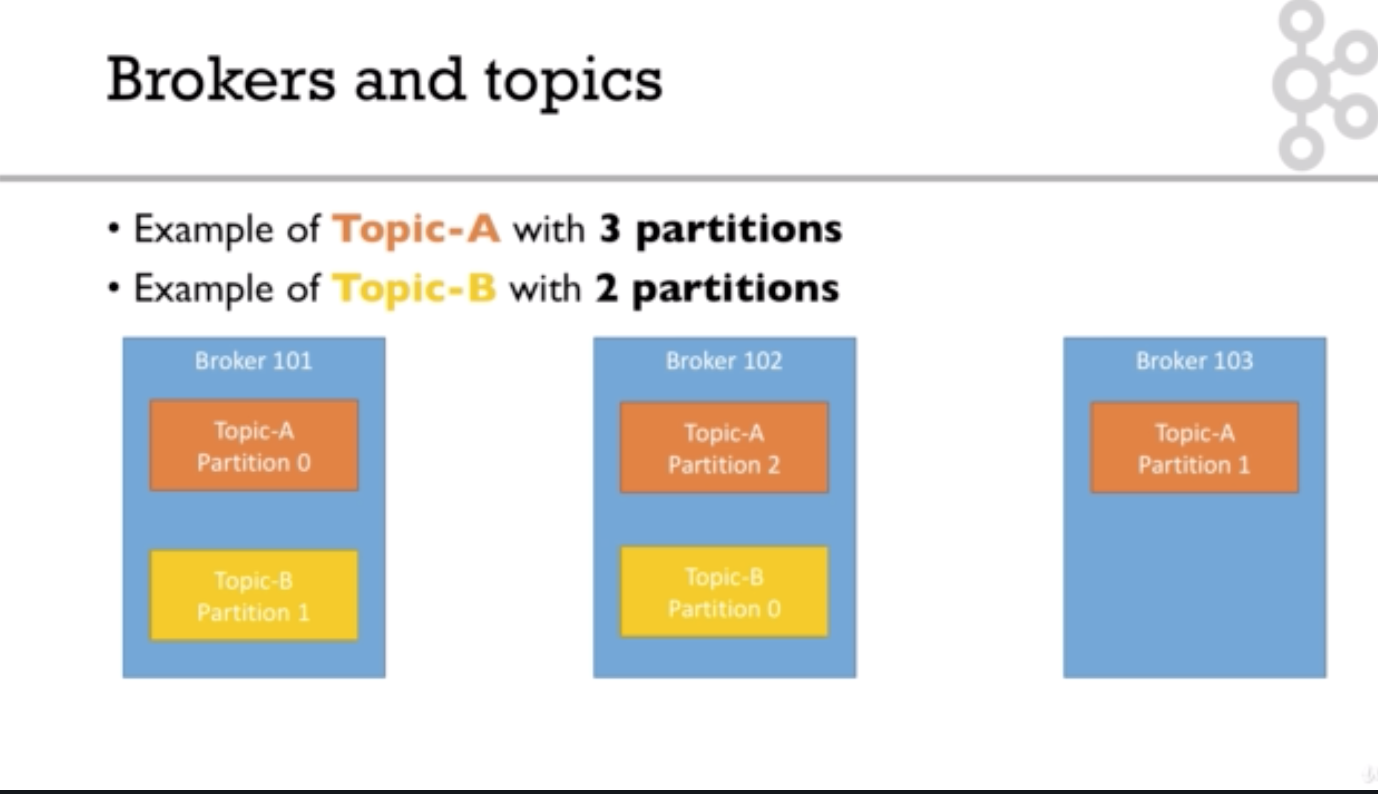 Brokers and topics
• Example of Topic-A with 3 partitions
• Example of Topic-B with 2 partitions
Broker 101
Topic-A
Partition 0
Topic-B
Partition 1
Broker 102
Topic-A
Partition 2
Topic-B
Partition 0
Broker 103
Topic-A
Partition 1